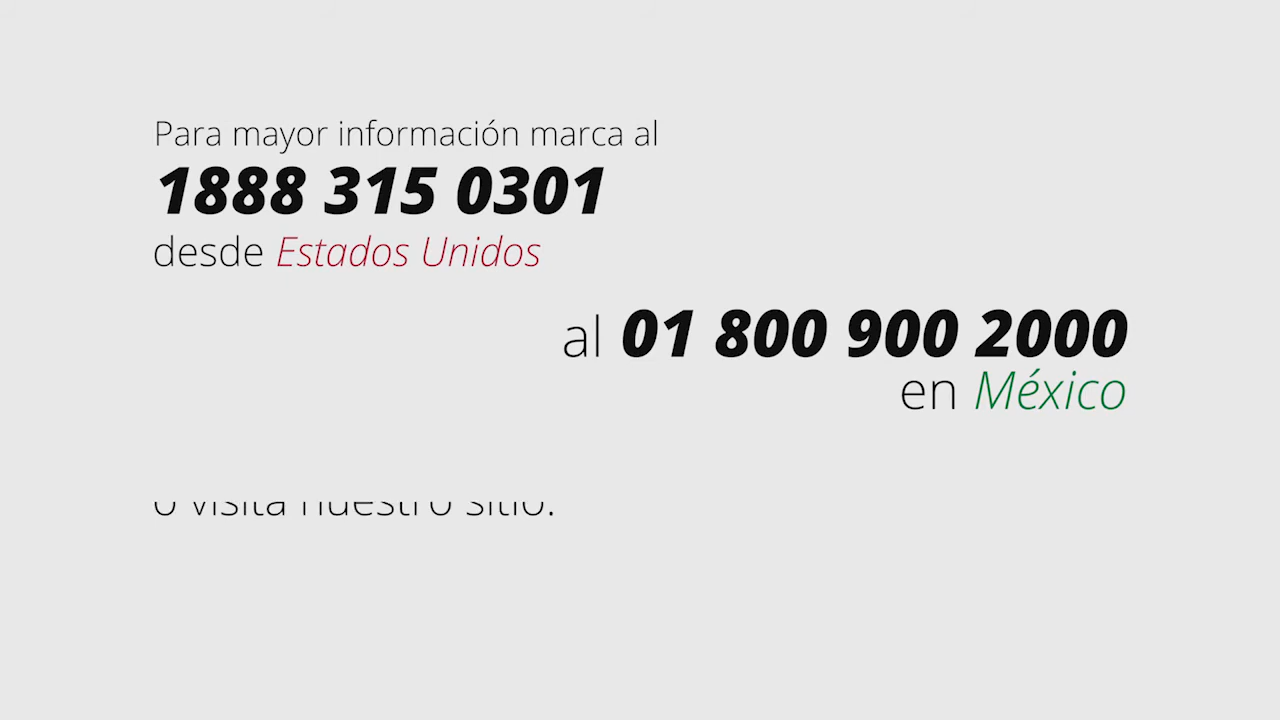 Para mayor información marca al
1888 315 0301
desde Estados Unidos
al 01 800 900 2000
en México
o visita nuestro sitio: